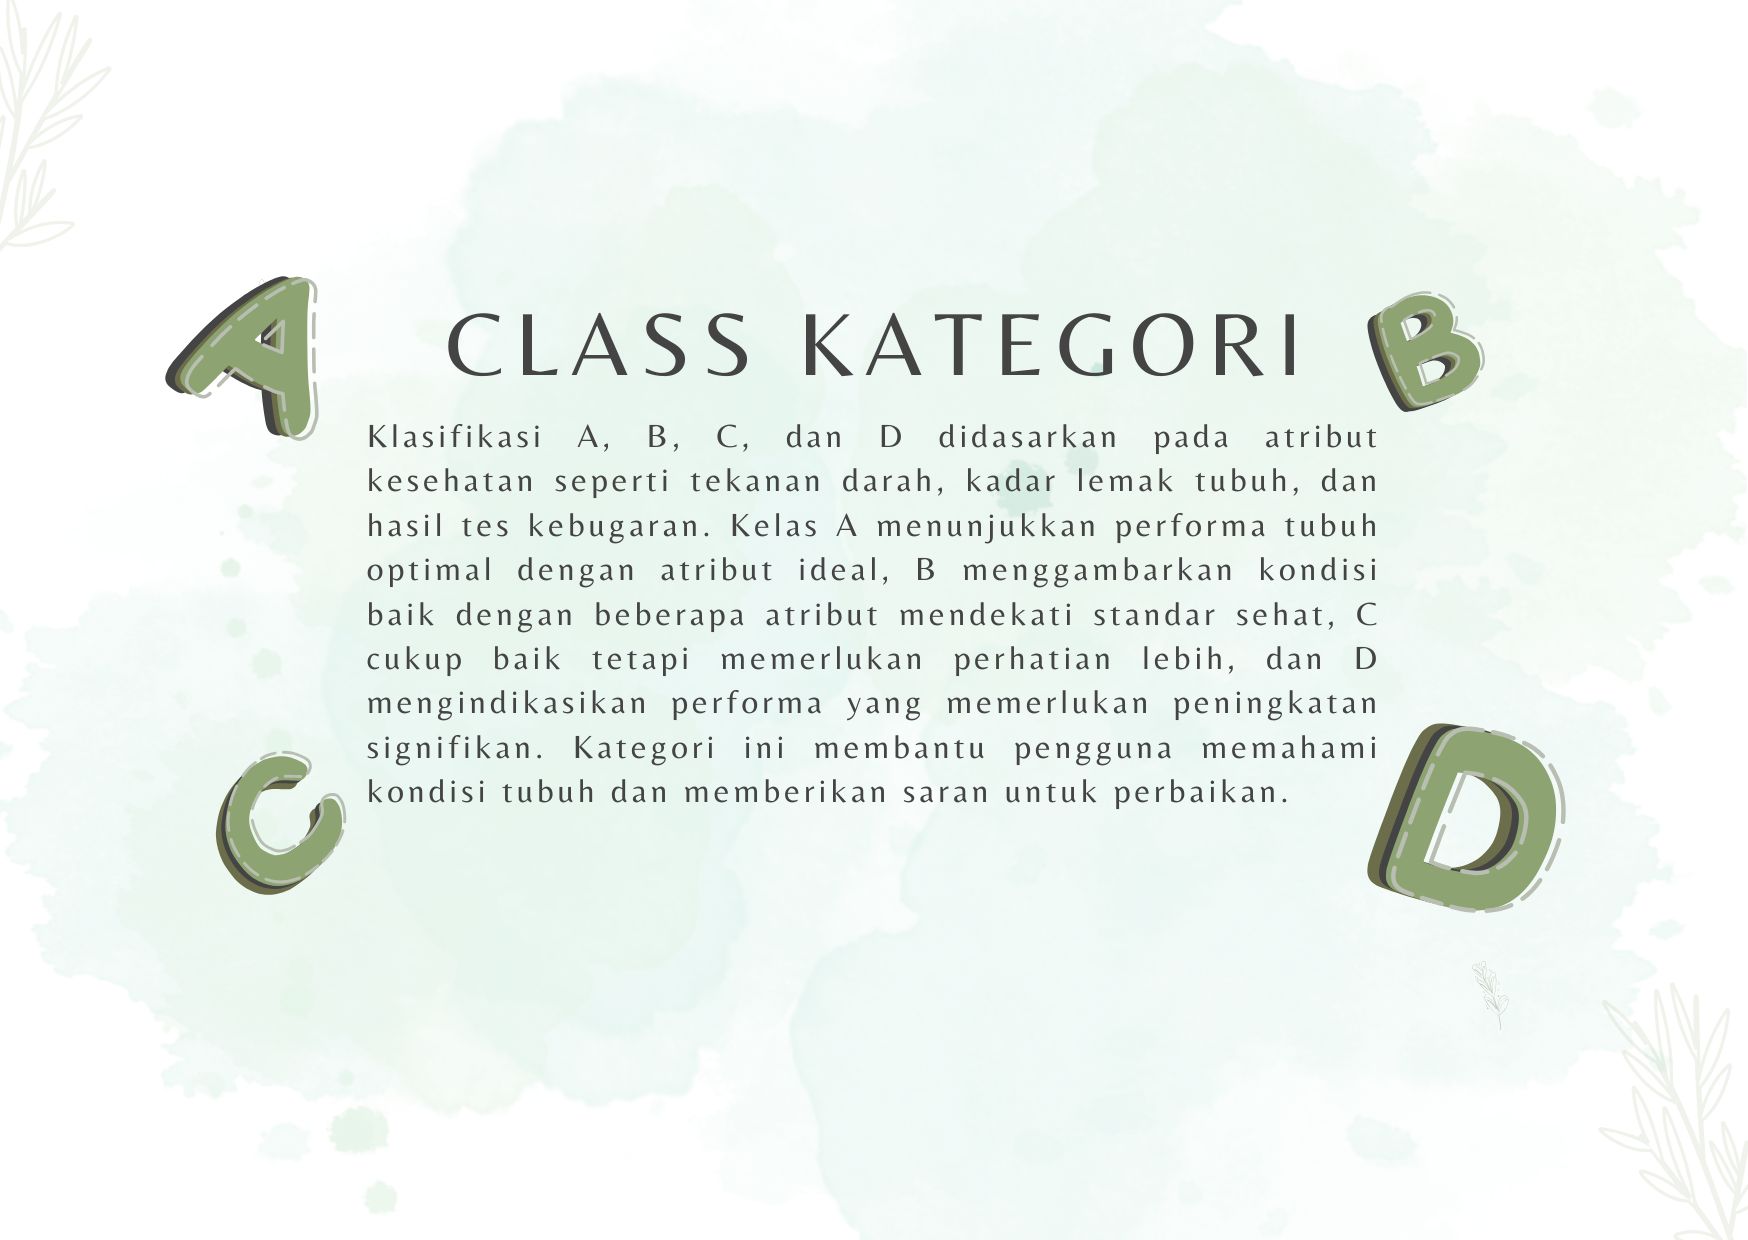 A
B
CLASS KATEGORI
Klasifikasi A, B, C, dan D didasarkan pada atribut
kesehatan seperti tekanan darah, kadar lemak tubuh, dan
hasil tes kebugaran. Kelas A menunjukkan performa tubuh
optimal dengan atribut ideal, B menggambarkan kondisi
baik dengan beberapa atribut mendekati standar sehat, C
cukup baik tetapi memerlukan perhatian lebih, dan D
mengindikasikan performa yang memerlukan peningkatan
signifikan. Kategori ini membantu pengguna memahami
kondisi tubuh dan memberikan saran untuk perbaikan.
C
D